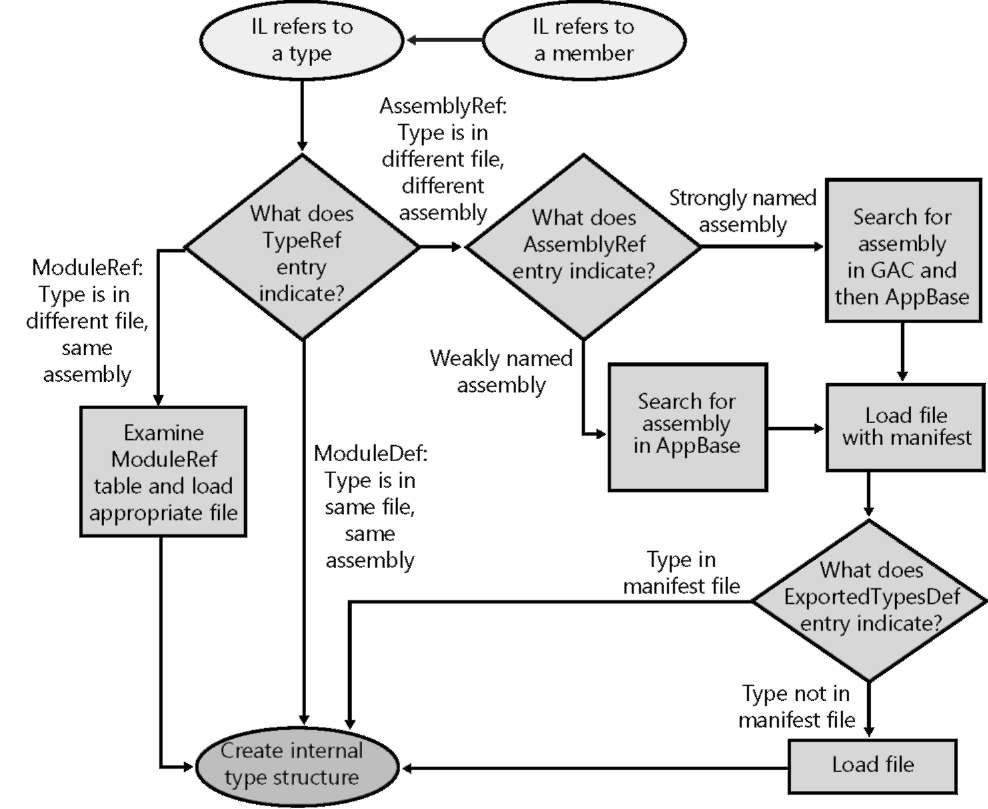 IL refers to
a type
IL refers to
a member
AssemblyRef:
Type is in
different file,
different
assembly
What does
TypeRef
entry
indicate?
What does
AssemblyRef
entry indicate?
Strongly named
assembly
Search for
assembly
in GAC and
then AppBase
ModuleRef:
Type is in
different file,
same
assembly
Weakly named
assembly
Search for
assembly
in AppBase
Load file
with manifest
Examine
ModuleRef
table and load
appropriate file
ModuleDef:
Type is in
same file,
same
assembly
Type in
manifest file
What does
ExportedTypesDef
entry indicate?
Type not in
manifest file
Create internal
type structure
Load file